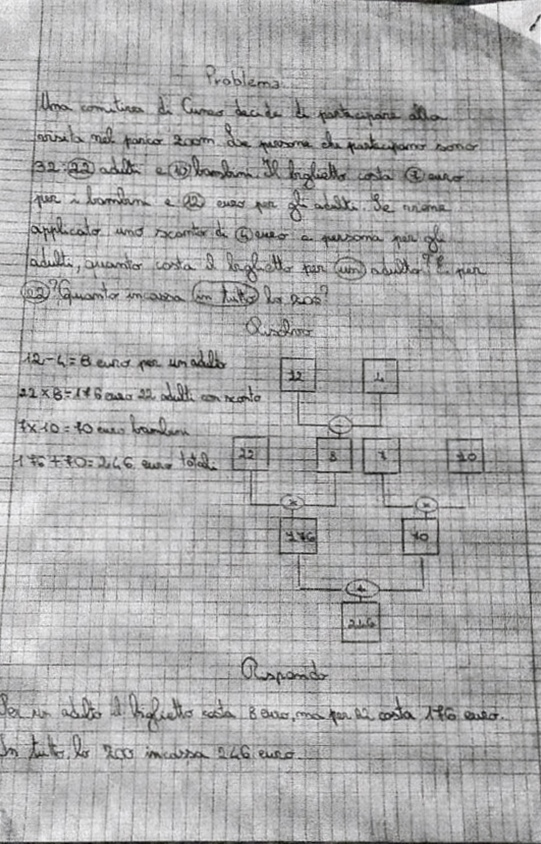 Problema
Una comitiva di Cuneo decide di partecipare alla
visita nel parco zoom. Le persone che partecipano sono
32: 22 adulti e 10 bambini. Il biglietto costa 7 euro
per i bambini e 12 euro per gli adulti. Se viene
applicato uno sconto di 4 euro a persona per gli
adulti, quanto costa il biglietto per un adulto? E per
22? Quanto incassa in tutto lo zoo?
Risolvo
12-4=8 euro per un adulto
22×8=176 euro 22 adulti con sconto
7×10=70 euro bambini
176+70=246 euro totali
12 4
-
22 8 7 10
× ×
176 70
+
246
Rispondo
Per un adulto il biglietto costa 8 euro, ma per 22 costa 176 euro.
In tutto lo zoo incassa 246 euro.